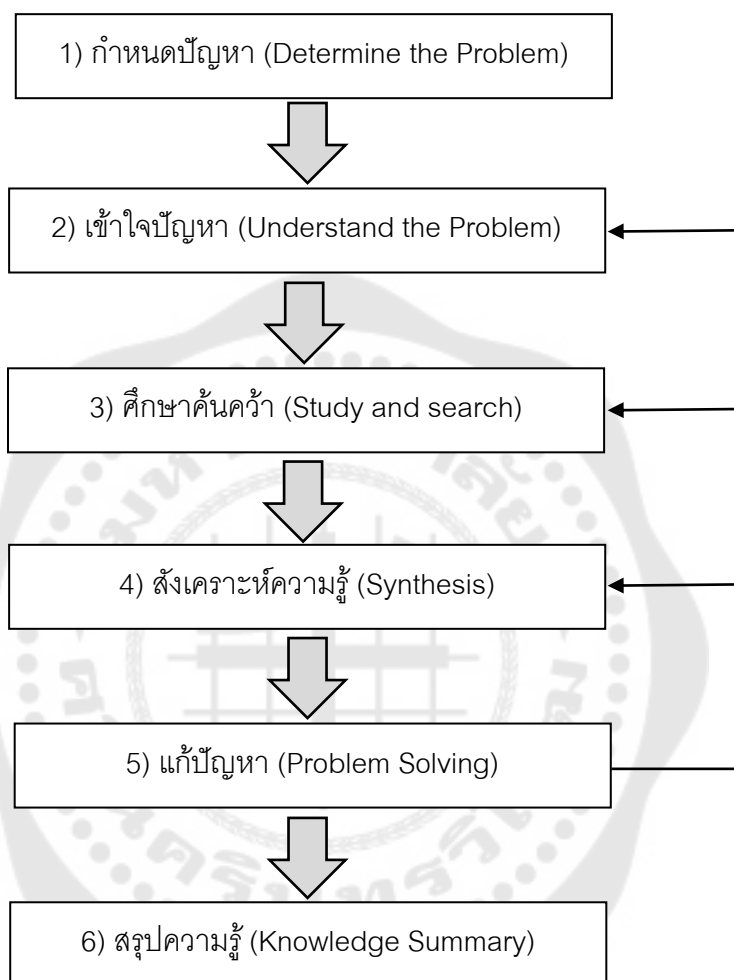 1) กำหนดปัญหา (Determine the Problem)
2) เข้าใจปัญหา (Understand the Problem)
3) ศึกษาค้นคว้า (Study and search)
4) สังเคราะห์ความรู้ (Synthesis)
5) แก้ปัญหา (Problem Solving)
6) สรุปความรู้ (Knowledge Summary)